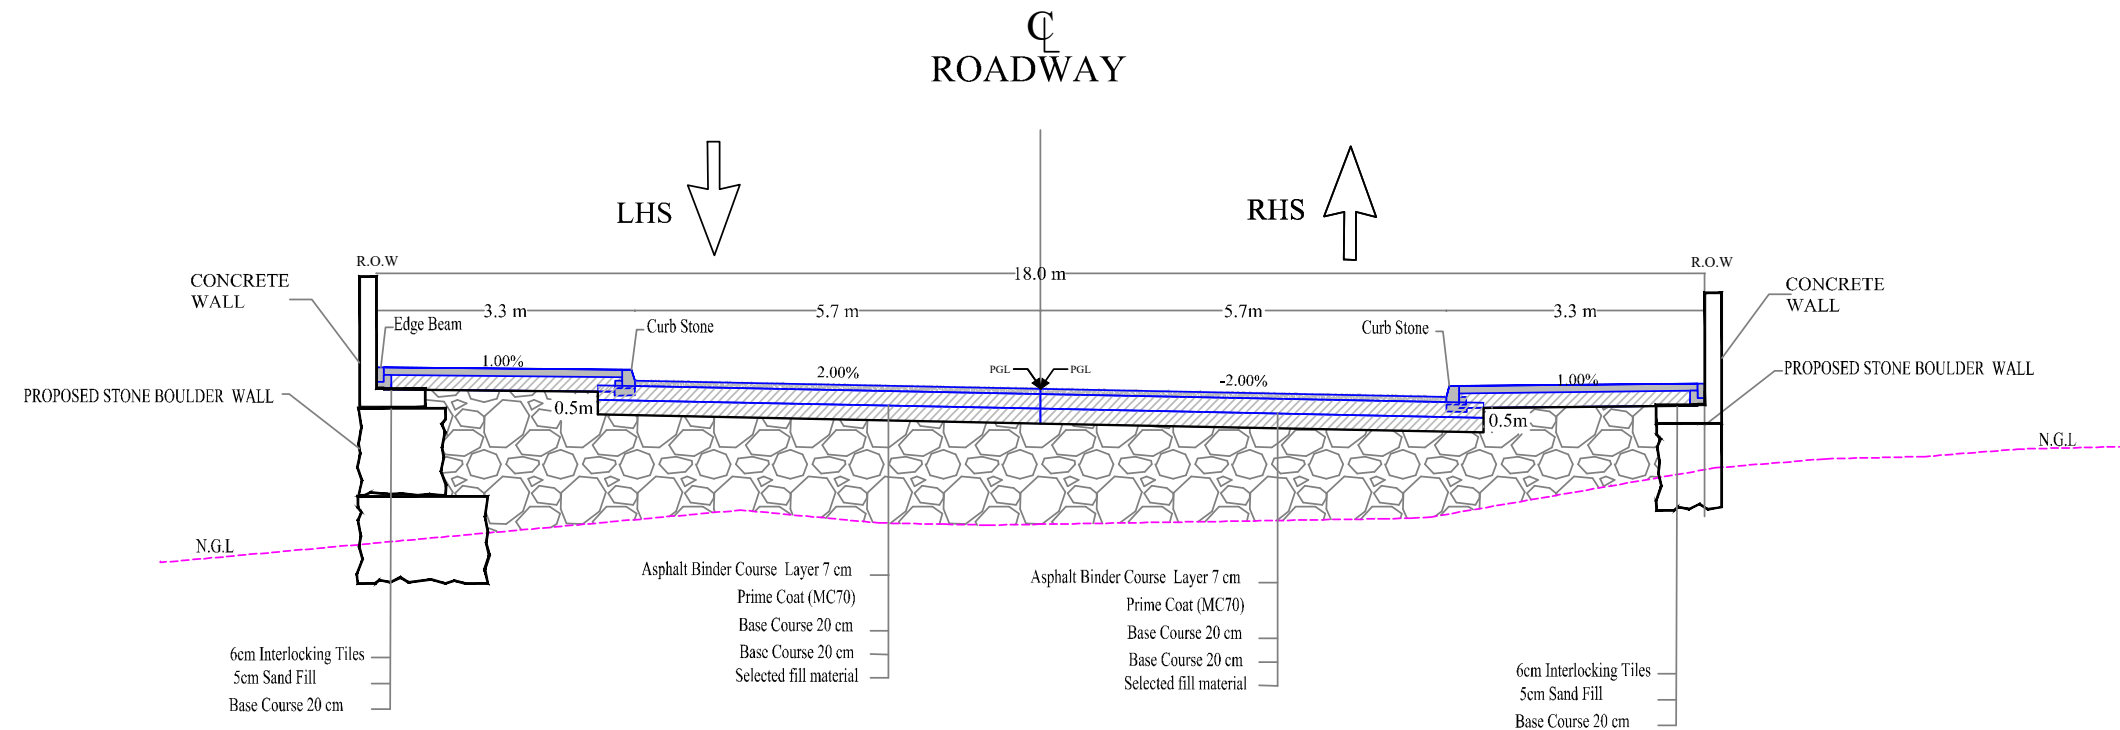 ℄
ROADWAY
LHS
RHS
R.O.W
R.O.W
18.0 m
CONCRETE
WALL
CONCRETE
WALL
3.3 m
5.7 m
5.7m
3.3 m
Edge Beam
Curb Stone
Curb Stone
1.00%
2.00%
PGL
PGL
-2.00%
1.00%
PROPOSED STONE BOULDER WALL
PROPOSED STONE BOULDER WALL
0.5m
0.5m
N.G.L
N.G.L
Asphalt Binder Course Layer 7 cm
Prime Coat (MC70)
Base Course 20 cm
Base Course 20 cm
Selected fill material
Asphalt Binder Course Layer 7 cm
Prime Coat (MC70)
Base Course 20 cm
Base Course 20 cm
Selected fill material
6cm Interlocking Tiles
5cm Sand Fill
Base Course 20 cm
6cm Interlocking Tiles
5cm Sand Fill
Base Course 20 cm